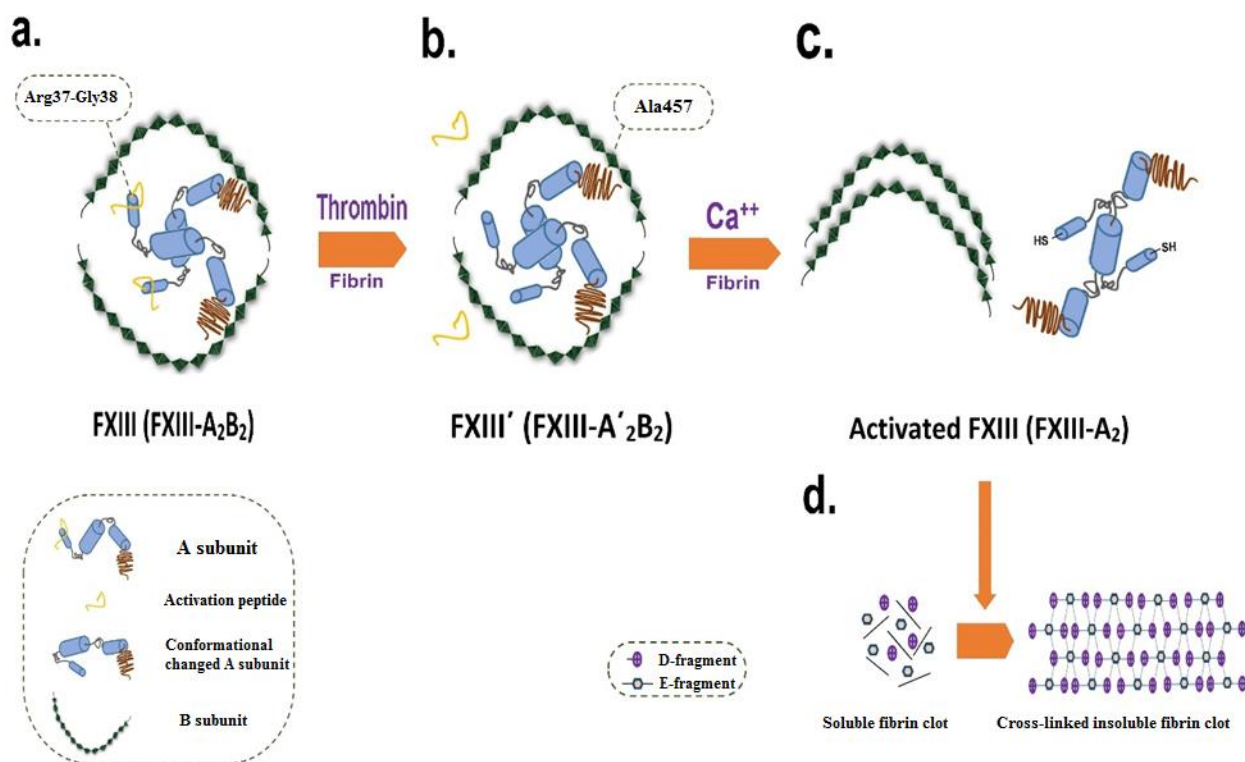 a.
b.
c.
Arg37-Gly38
Ala457
Thrombin
Fibrin
Ca⁺⁺
Fibrin
HS
SH
FXIII (FXIII-A₂B₂)
FXIII´ (FXIII-A´₂B₂)
Activated FXIII (FXIII-A₂)
d.
A subunit
Activation peptide
Conformational
changed A subunit
B subunit
D-fragment
E-fragment
Soluble fibrin clot
Cross-linked insoluble fibrin clot